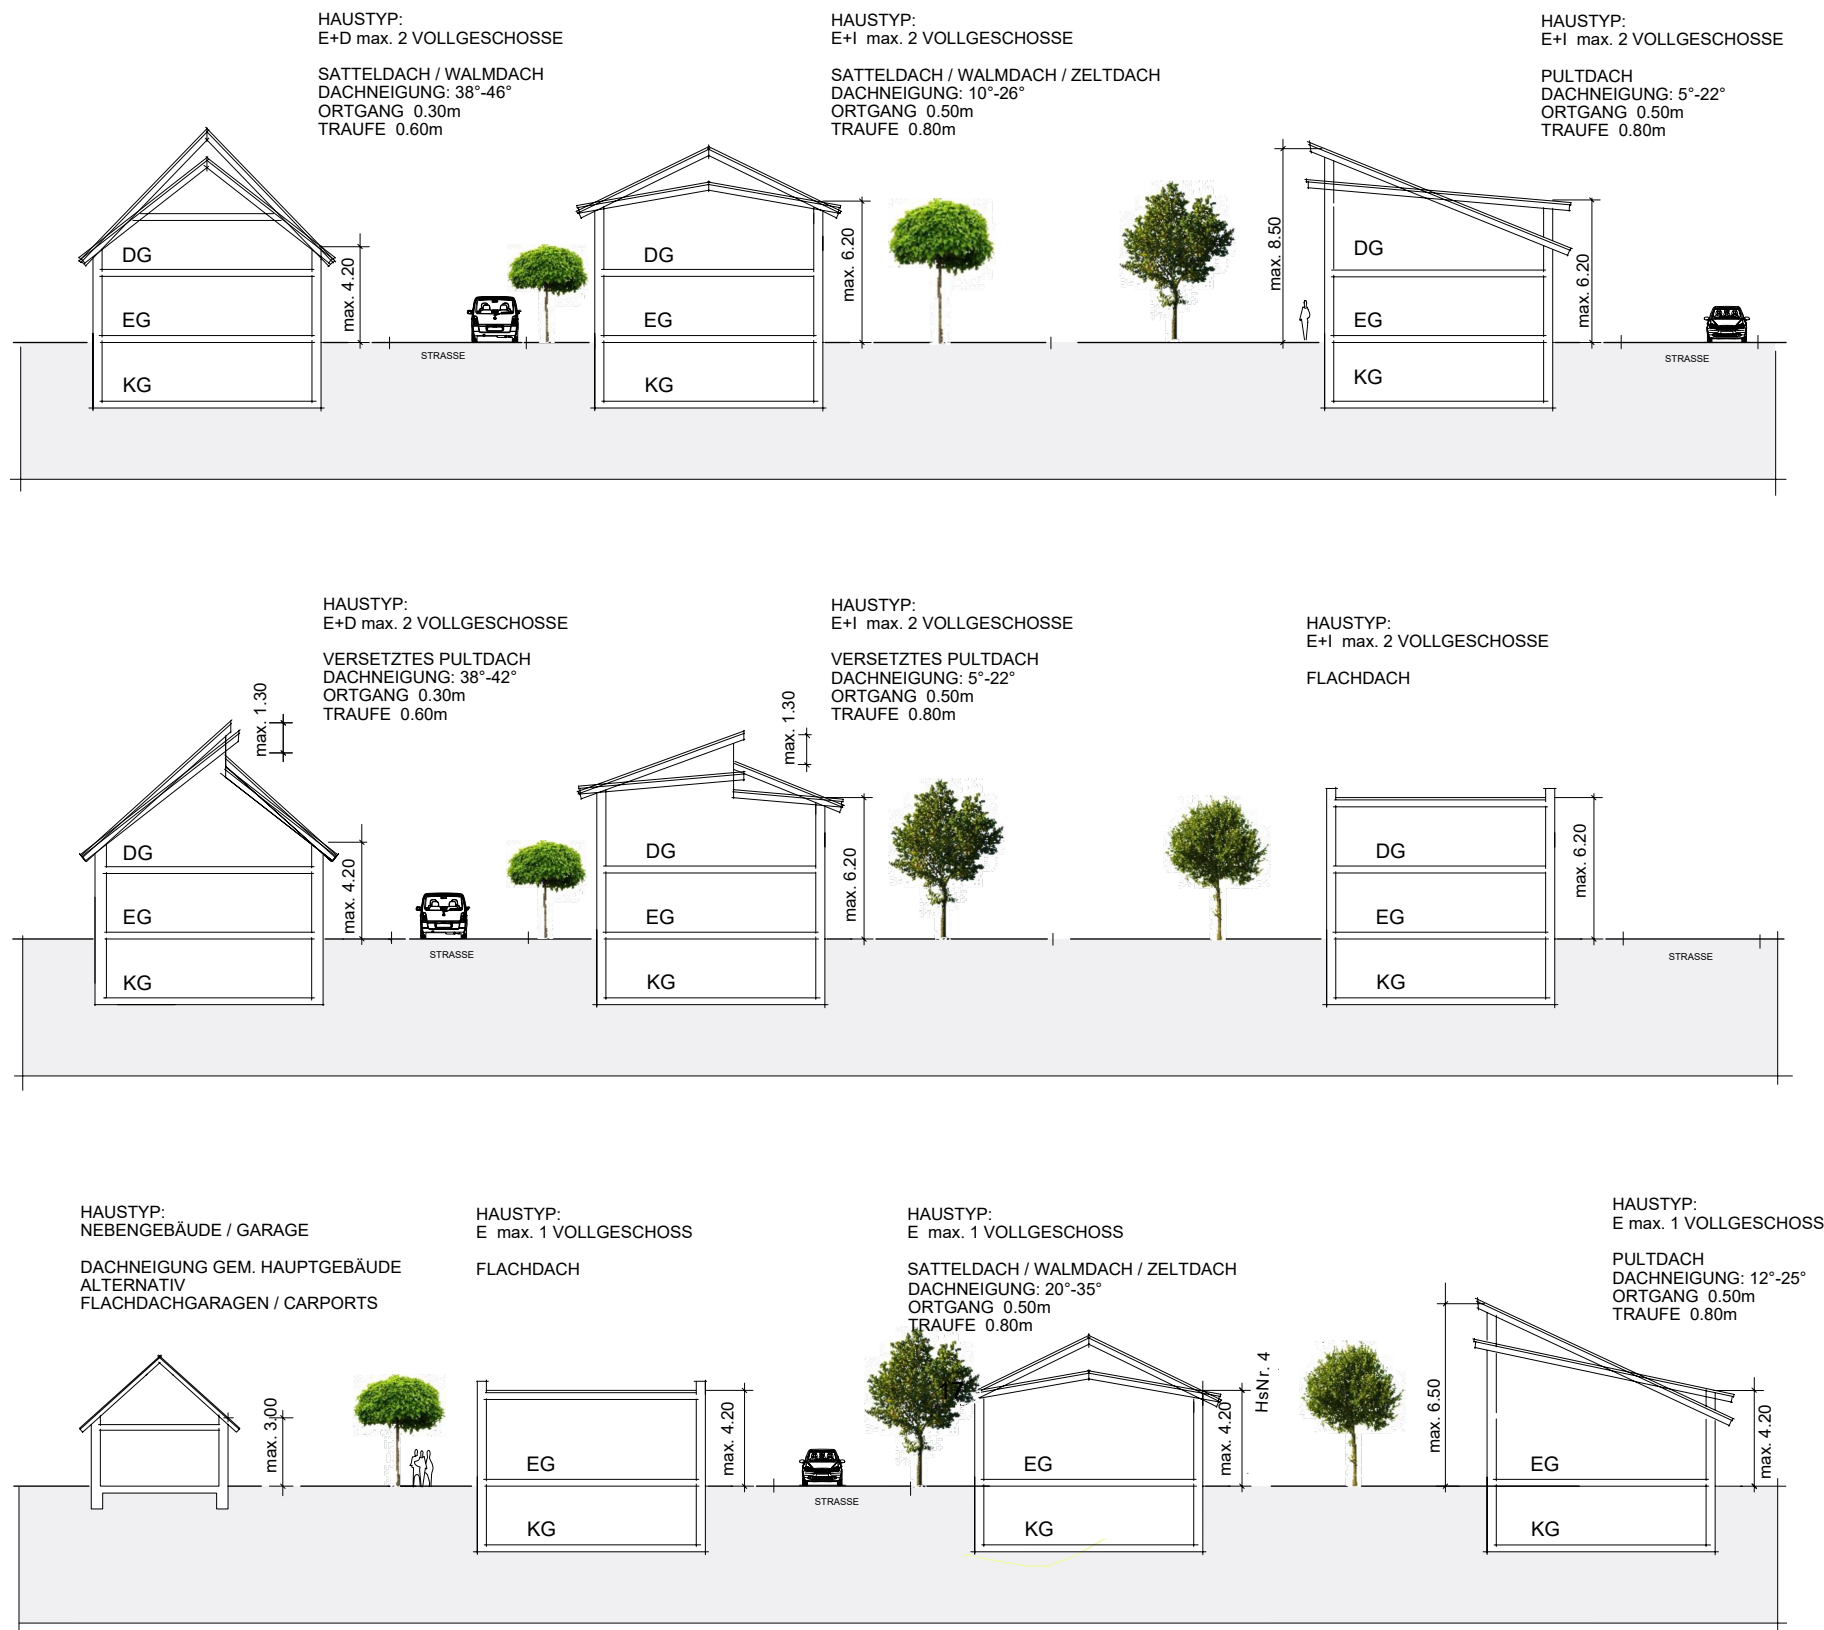 HAUSTYP:
E+D max. 2 VOLLGESCHOSSE
SATTELDACH / WALMDACH
DACHNEIGUNG: 38°-46°
ORTGANG 0.30m
TRAUFE 0.60m
HAUSTYP:
E+I max. 2 VOLLGESCHOSSE
SATTELDACH / WALMDACH / ZELTDACH
DACHNEIGUNG: 10°-26°
ORTGANG 0.50m
TRAUFE 0.80m
HAUSTYP:
E+I max. 2 VOLLGESCHOSSE
PULTDACH
DACHNEIGUNG: 5°-22°
ORTGANG 0.50m
TRAUFE 0.80m
DG
EG
KG
max. 4.20
STRASSE
DG
EG
KG
max. 6.20
max. 8.50
DG
EG
KG
max. 6.20
STRASSE
HAUSTYP:
E+D max. 2 VOLLGESCHOSSE
VERSETZTES PULTDACH
DACHNEIGUNG: 38°-42°
ORTGANG 0.30m
TRAUFE 0.60m
HAUSTYP:
E+I max. 2 VOLLGESCHOSSE
VERSETZTES PULTDACH
DACHNEIGUNG: 5°-22°
ORTGANG 0.50m
TRAUFE 0.80m
HAUSTYP:
E+I max. 2 VOLLGESCHOSSE
FLACHDACH
max. 1.30
DG
EG
KG
max. 4.20
STRASSE
max. 1.30
DG
EG
KG
max. 6.20
DG
EG
KG
max. 6.20
STRASSE
HAUSTYP:
NEBENGEBÄUDE / GARAGE
DACHNEIGUNG GEM. HAUPTGEBÄUDE
ALTERNATIV
FLACHDACHGARAGEN / CARPORTS
HAUSTYP:
E max. 1 VOLLGESCHOSS
FLACHDACH
HAUSTYP:
E max. 1 VOLLGESCHOSS
SATTELDACH / WALMDACH / ZELTDACH
DACHNEIGUNG: 20°-35°
ORTGANG 0.50m
TRAUFE 0.80m
HAUSTYP:
E max. 1 VOLLGESCHOSS
PULTDACH
DACHNEIGUNG: 12°-25°
ORTGANG 0.50m
TRAUFE 0.80m
max. 3.00
EG
KG
max. 4.20
STRASSE
17
EG
KG
max. 4.20
HsNr. 4
max. 6.50
EG
KG
max. 4.20